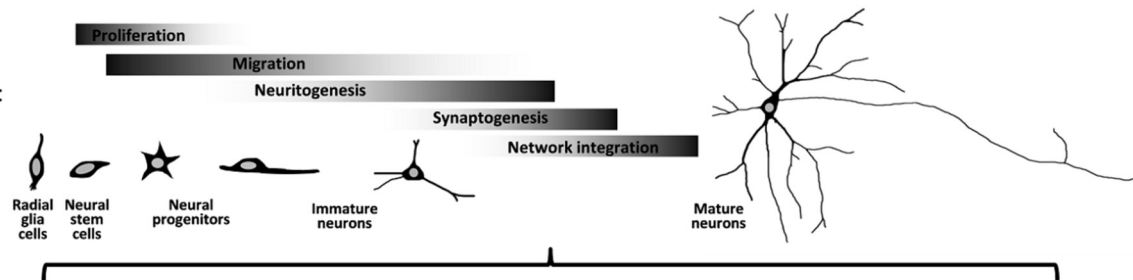 Proliferation
Migration
Neuritogenesis
Synaptogenesis
Network integration
Radial
glia
cells
Neural
stem
cells
Neural
progenitors
Immature
neurons
Mature
neurons